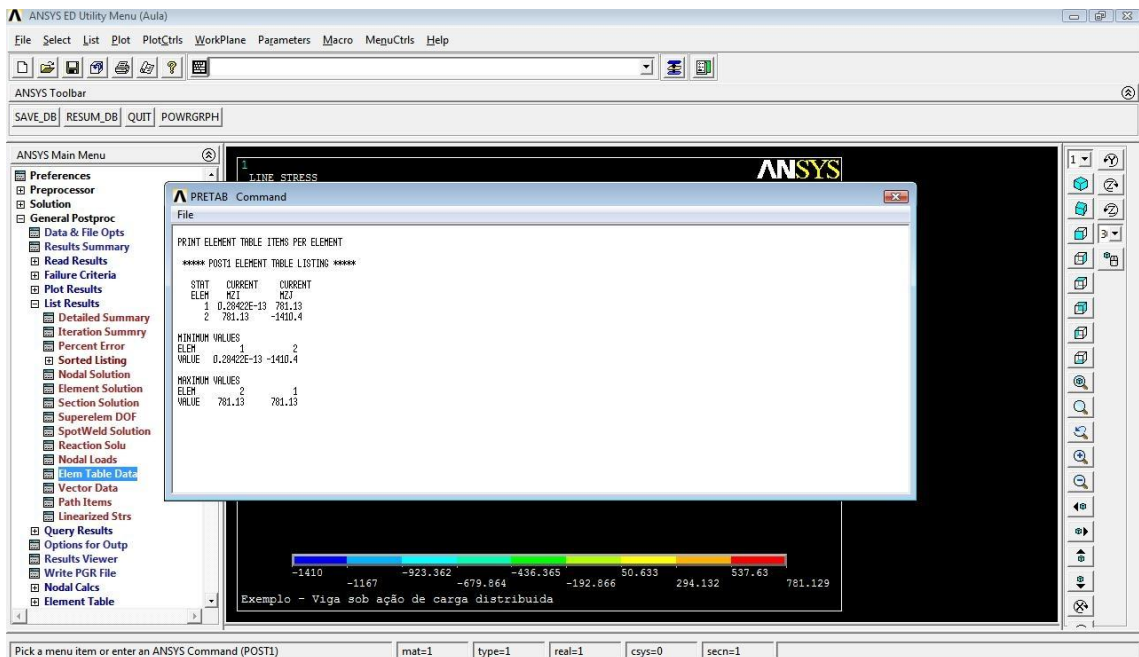 ANSYS ED Utility Menu (Aula)
File Select List Plot PlotCtrls WorkPlane Parameters Macro MenuCtrls Help
ANSYS Toolbar
SAVE_DB RESUM_DB QUIT POWRGRPH
ANSYS Main Menu
Preferences
Preprocessor
Solution
General Postproc
Data & File Opts
Results Summary
Read Results
Failure Criteria
Plot Results
List Results
Detailed Summary
Iteration Summry
Percent Error
Sorted Listing
Nodal Solution
Element Solution
Section Solution
Superelem DOF
SpotWeld Solution
Reaction Solu
Nodal Loads
Elem Table Data
Vector Data
Path Items
Linearized Strs
Query Results
Options for Outp
Results Viewer
Write PGR File
Nodal Calcs
Element Table
1
LINE STRESS
ANSYS
PRETAB Command
File
PRINT ELEMENT TABLE ITEMS PER ELEMENT
***** POST1 ELEMENT TABLE LISTING *****
STAT CURRENT CURRENT
ELEM MZI MZJ
1 0.28422E-13 781.13
2 781.13 -1410.4
MINIMUM VALUES
ELEM 1 2
VALUE 0.28422E-13 -1410.4
MAXIMUM VALUES
ELEM 2 1
VALUE 781.13 781.13
-1410 -923.362 -436.365 50.633 537.63
-1167 -679.864 -192.866 294.132 781.129
Exemplo - Viga sob ação de carga distribuida
1
Pick a menu item or enter an ANSYS Command (POST1) mat=1 type=1 real=1 csys=0 secn=1